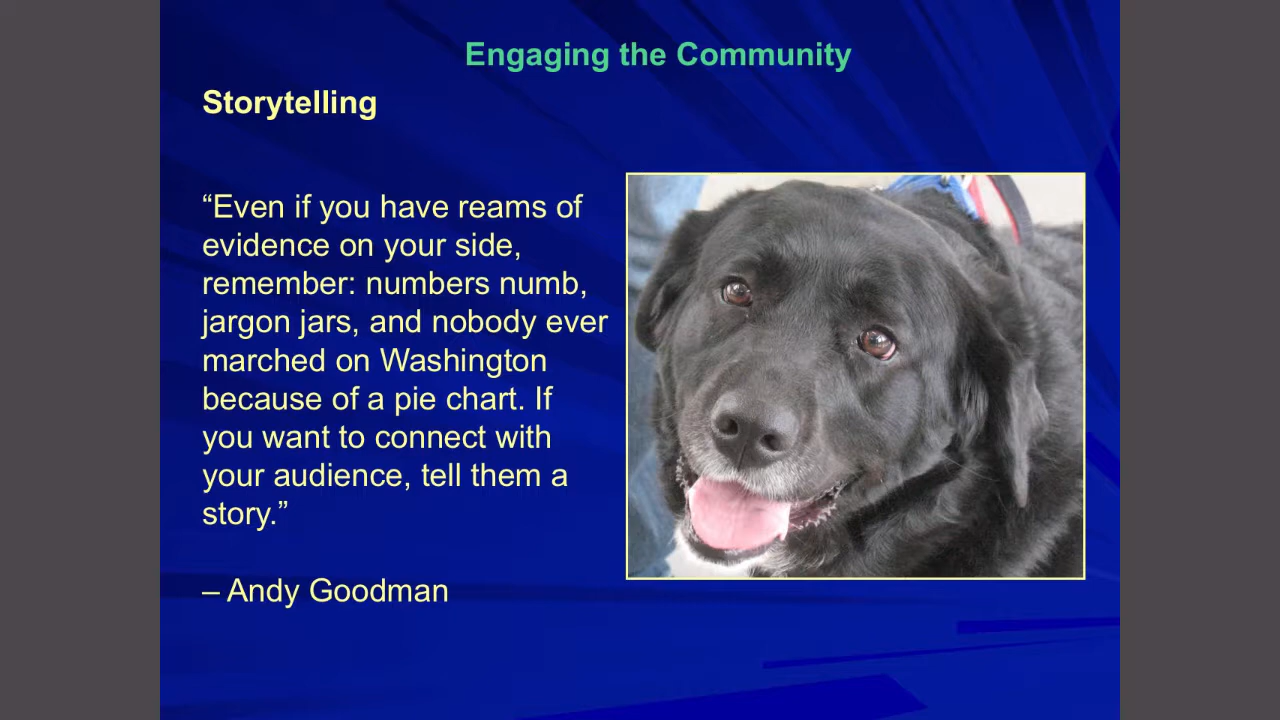 Engaging the Community
Storytelling
“Even if you have reams of
evidence on your side,
remember: numbers numb,
jargon jars, and nobody ever
marched on Washington
because of a pie chart. If
you want to connect with
your audience, tell them a
story.”
– Andy Goodman